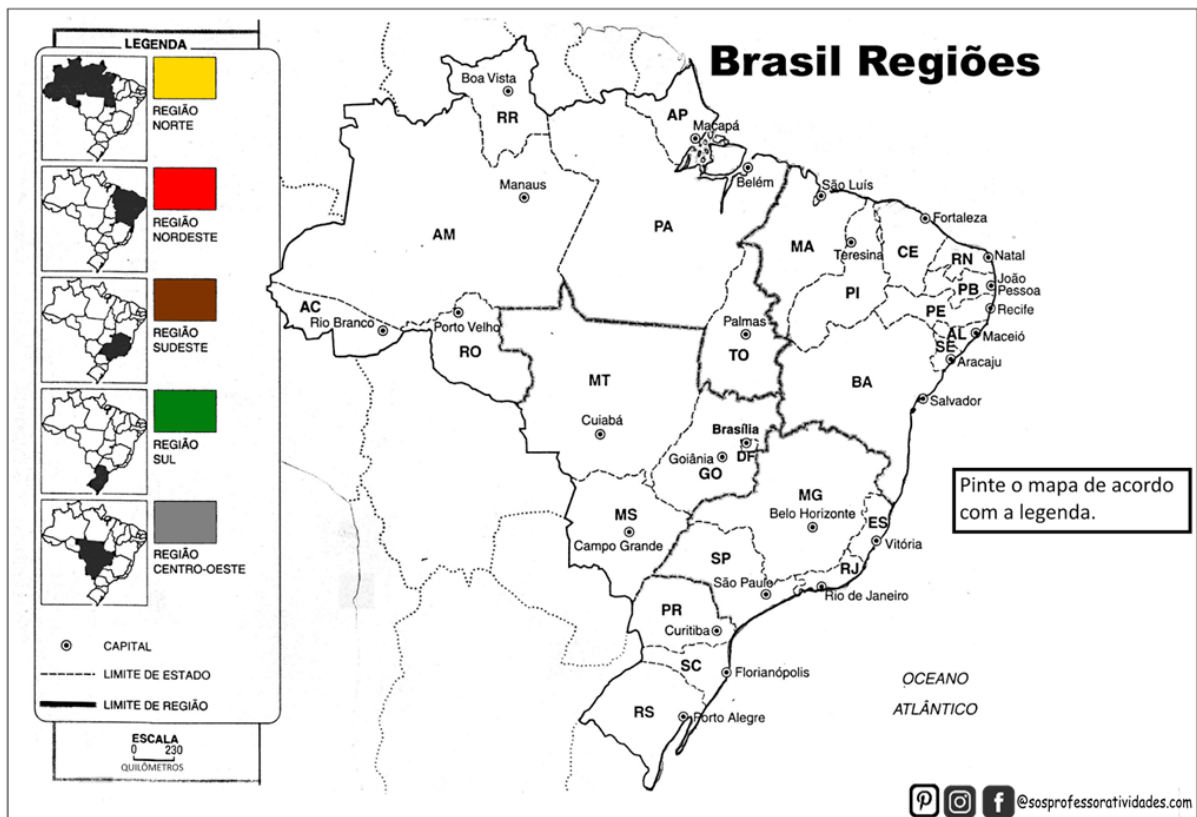 Brasil Regiões
LEGENDA
REGIÃO
NORTE
REGIÃO
NORDESTE
REGIÃO
SUDESTE
REGIÃO
SUL
REGIÃO
CENTRO-OESTE
CAPITAL
LIMITE DE ESTADO
LIMITE DE REGIÃO
ESCALA
0 230
QUILÔMETROS
Boa Vista
RR
AP
Macapá
Manaus
Belém
São Luís
Fortaleza
AM
PA
MA
Teresina
CE
RN
Natal
PB
João
Pessoa
PI
PE
Recife
AC
Rio Branco
Porto Velho
RO
Palmas
TO
AL
Maceió
SE
Aracaju
MT
BA
Salvador
Cuiabá
Brasília
DF
Goiânia
GO
MG
Belo Horizonte
ES
Vitória
MS
Campo Grande
SP
São Paulo
RJ
Rio de Janeiro
PR
Curitiba
SC
Florianópolis
RS
Porto Alegre
Pinte o mapa de acordo
com a legenda.
OCEANO
ATLÂNTICO
@sosprofessoratividades.com